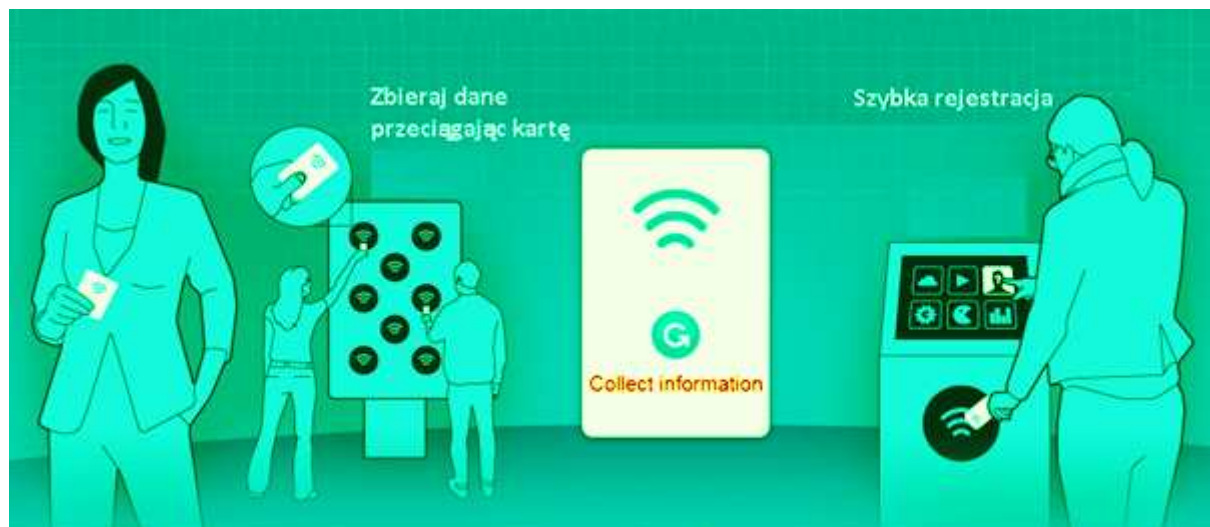 Zbieraj dane
przeciągając kartę
Szybka rejestracja
Collect information